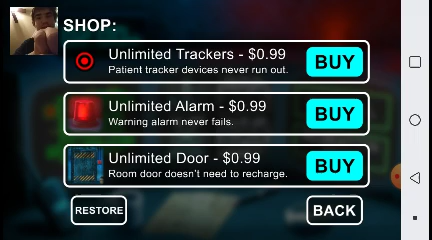 SHOP:
Unlimited Trackers - $0.99
Patient tracker devices never run out.
BUY
Unlimited Alarm - $0.99
Warning alarm never fails.
BUY
Unlimited Door - $0.99
Room door doesn't need to recharge.
BUY
RESTORE
BACK